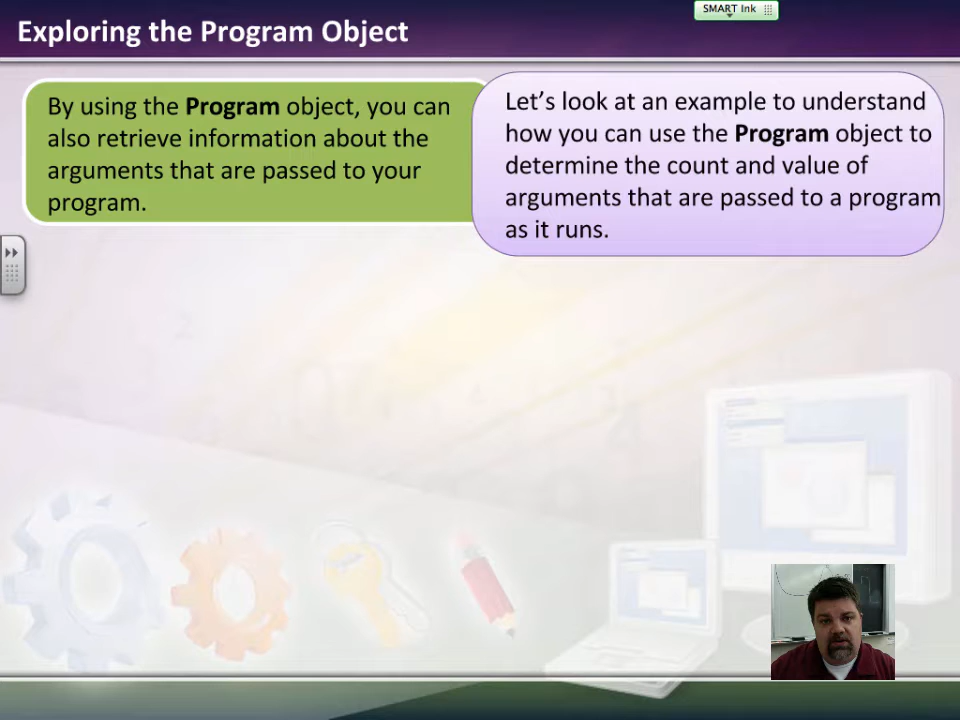 SMART Ink
Exploring the Program Object
By using the Program object, you can
also retrieve information about the
arguments that are passed to your
program.
Let’s look at an example to understand
how you can use the Program object to
determine the count and value of
arguments that are passed to a program
as it runs.